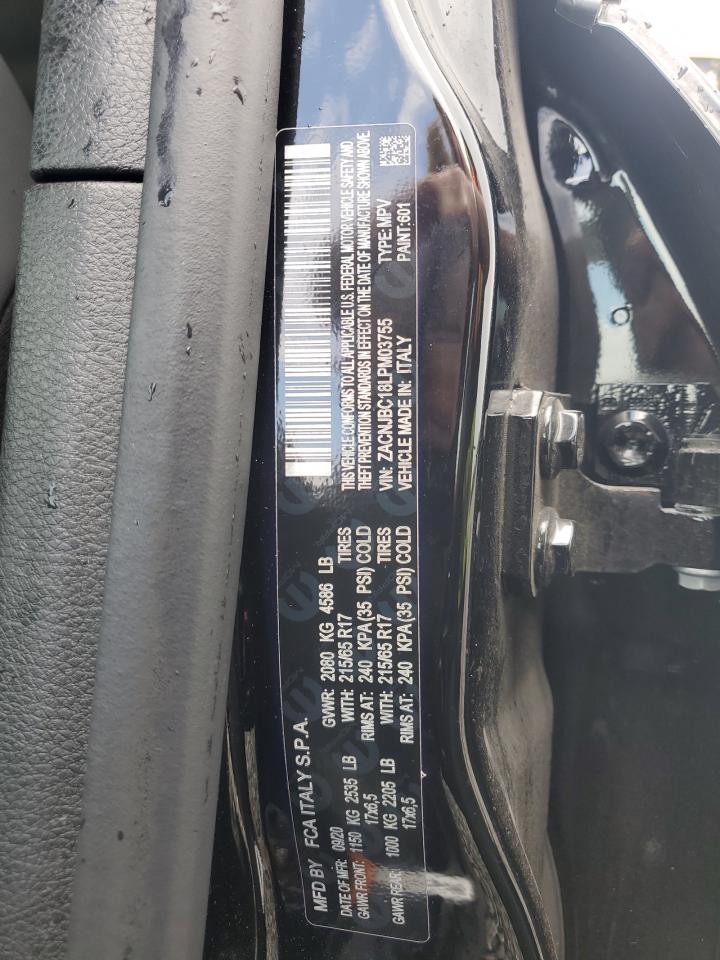 MFD BY FCA ITALY S.P.A.
DATE OF MFR: 09/20 GVWR: 2080 KG 4586 LB
GAWR FRONT: 1150 KG 2535 LB WITH: 215/65 R17 TIRES
17x6,5 RIMS AT: 240 KPA(35 PSI) COLD
GAWR REAR: 1000 KG 2205 LB WITH: 215/65 R17 TIRES
17x6,5 RIMS AT: 240 KPA(35 PSI) COLD
THIS VEHICLE CONFORMS TO ALL APPLICABLE U.S. FEDERAL MOTOR VEHICLE SAFETY, AND
THEFT PREVENTION STANDARDS IN EFFECT ON THE DATE OF MANUFACTURE SHOWN ABOVE.
VIN: ZACNJBC18LPM03755 TYPE: MPV
VEHICLE MADE IN: ITALY PAINT:601